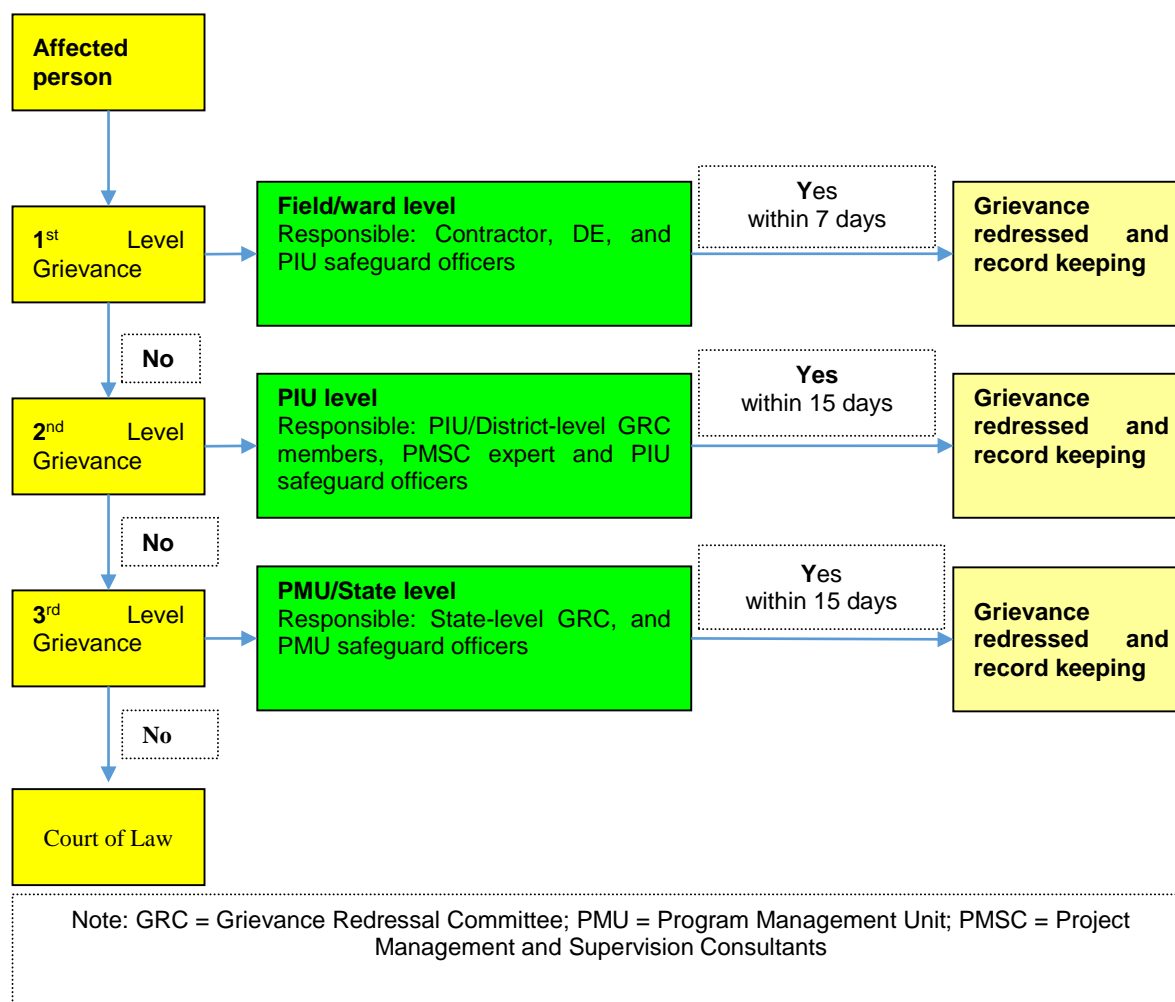 Affected
person
1st Level
Grievance
Field/ward level
Responsible: Contractor, DE, and
PIU safeguard officers
Yes
within 7 days
Grievance
redressed and
record keeping
No
2nd Level
Grievance
PIU level
Responsible: PIU/District-level GRC
members, PMSC expert and PIU
safeguard officers
Yes
within 15 days
Grievance
redressed and
record keeping
No
3rd Level
Grievance
PMU/State level
Responsible: State-level GRC, and
PMU safeguard officers
Yes
within 15 days
Grievance
redressed and
record keeping
No
Court of Law
Note: GRC = Grievance Redressal Committee; PMU = Program Management Unit; PMSC = Project
Management and Supervision Consultants